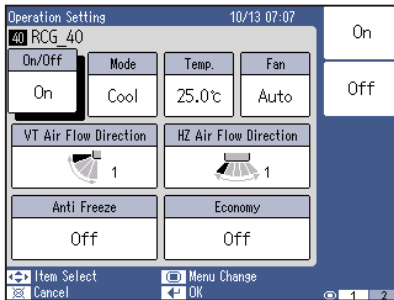 Operation Setting 10/13 07:07
40 RCG_40
On/Off Mode Temp. Fan
On Cool 25.0℃ Auto
VT Air Flow Direction HZ Air Flow Direction
1 1
Anti Freeze Economy
Off Off
Item Select Menu Change
Cancel OK
1 2
On
Off